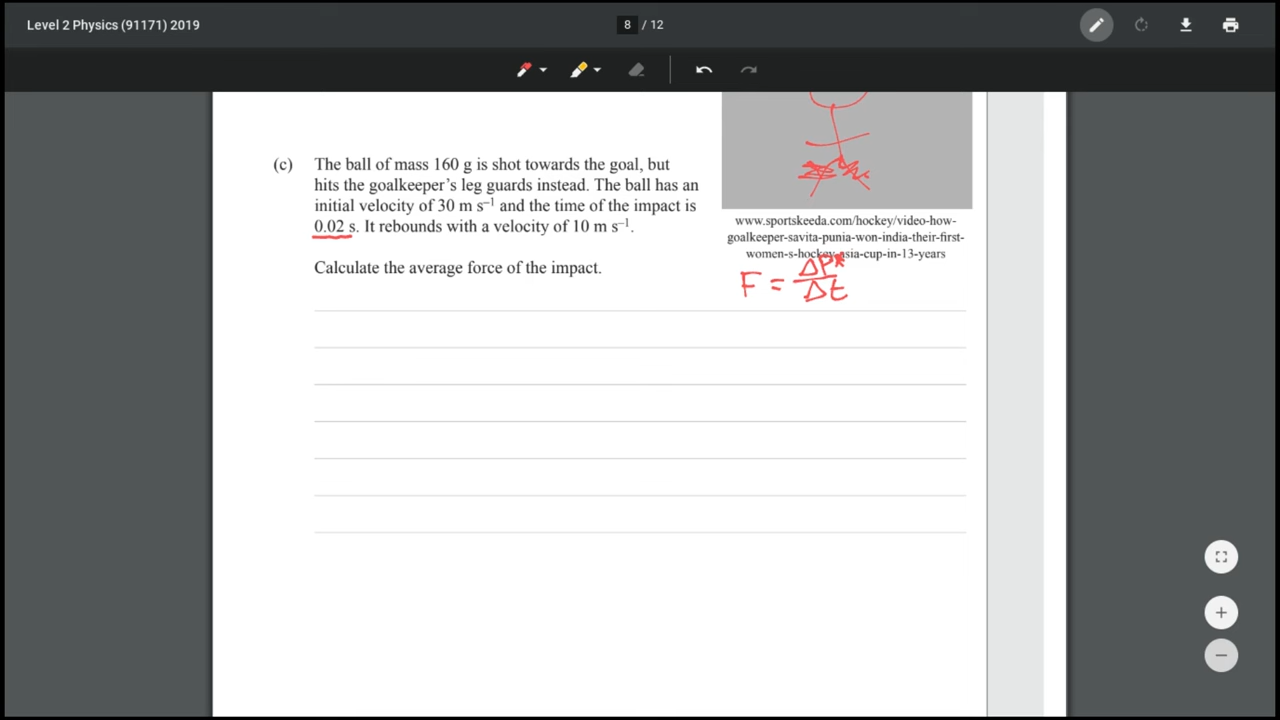 Level 2 Physics (91171) 2019
8 / 12
(c) The ball of mass 160 g is shot towards the goal, but
hits the goalkeeper's leg guards instead. The ball has an
initial velocity of 30 m s⁻¹ and the time of the impact is
0.02 s. It rebounds with a velocity of 10 m s⁻¹.
Calculate the average force of the impact.
www.sportskeeda.com/hockey/video-how-
goalkeeper-savita-punia-won-india-their-first-
women-s-hockey-asia-cup-in-13-years
F = ΔP* / Δt